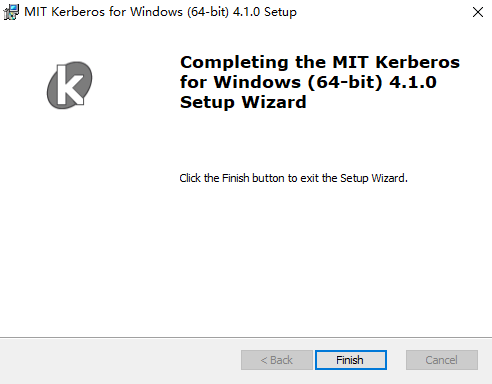 MIT Kerberos for Windows (64-bit) 4.1.0 Setup
k
Completing the MIT Kerberos
for Windows (64-bit) 4.1.0
Setup Wizard
Click the Finish button to exit the Setup Wizard.
< Back
Finish
Cancel